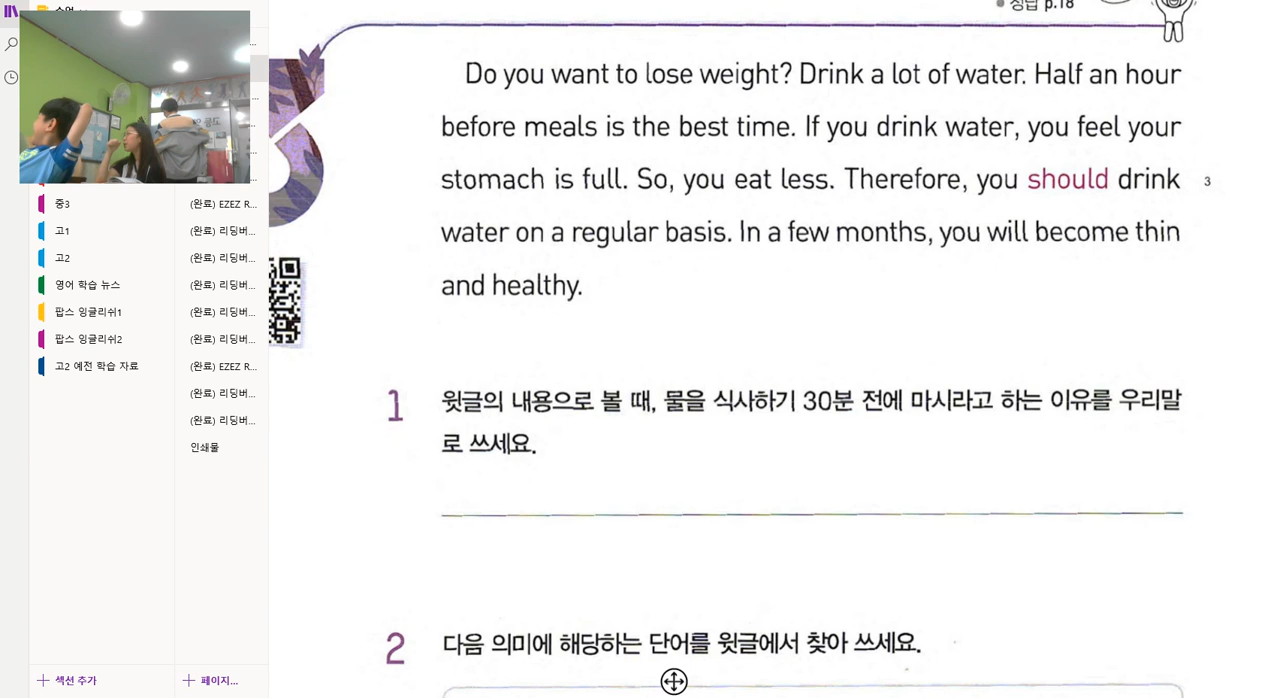 정답 p.18
Do you want to lose weight? Drink a lot of water. Half an hour
before meals is the best time. If you drink water, you feel your
stomach is full. So, you eat less. Therefore, you should drink
3
water on a regular basis. In a few months, you will become thin
and healthy.
1
윗글의 내용으로 볼 때, 물을 식사하기 30분 전에 마시라고 하는 이유를 우리말
로 쓰세요.
2
다음 의미에 해당하는 단어를 윗글에서 찾아 쓰세요.
중3
고1
고2
영어 학습 뉴스
팝스 잉글리쉬1
팝스 잉글리쉬2
고2 예전 학습 자료
섹션 추가
(완료) EZEZ R...
(완료) 리딩버...
(완료) 리딩버...
(완료) 리딩버...
(완료) 리딩버...
(완료) 리딩버...
(완료) EZEZ R...
(완료) 리딩버...
(완료) 리딩버...
인쇄물
페이지...